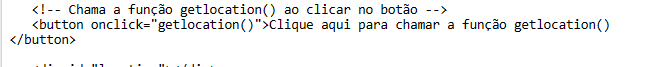 <!-- Chama a função getlocation() ao clicar no botão -->
<button onclick="getlocation()">Clique aqui para chamar a função getlocation()
</button>